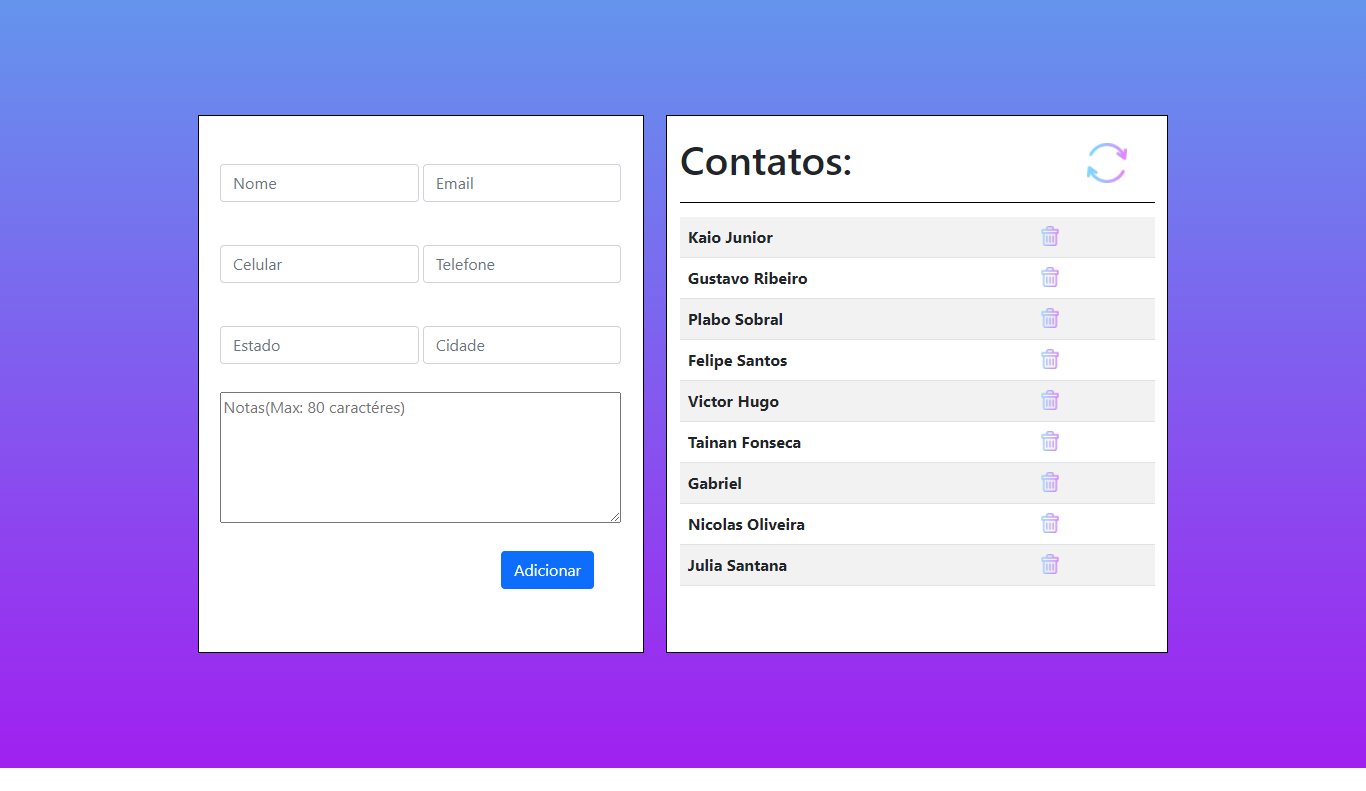 Nome Email
Celular Telefone
Estado Cidade
Notas(Max: 80 caractéres)
Adicionar
Contatos:
Kaio Junior
Gustavo Ribeiro
Plabo Sobral
Felipe Santos
Victor Hugo
Tainan Fonseca
Gabriel
Nicolas Oliveira
Julia Santana